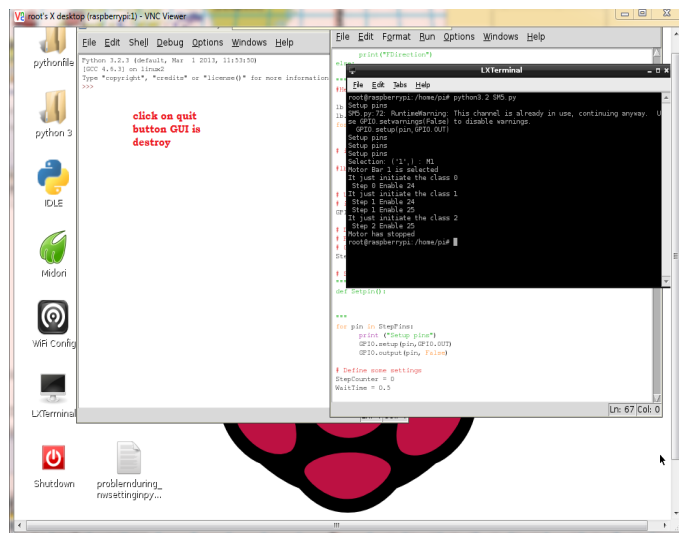 root's X desktop (raspberrypi:1) - VNC Viewer
File Edit Shell Debug Options Windows Help
Python 3.2.3 (default, Mar 1 2013, 11:53:50)
[GCC 4.6.3] on linux2
Type "copyright", "credits" or "license()" for more information
>>>
click on quit
button GUI is
destroy
File Edit Format Run Options Windows Help
print("FDirection")
LXTerminal
File Edit Tabs Help
root@raspberrypi:/home/pi# python3.2 SM5.py
Setup pins
SM5.py:72: RuntimeWarning: This channel is already in use, continuing anyway. U
se GPIO.setwarnings(False) to disable warnings.
GPIO.setup(pin,GPIO.OUT)
Setup pins
Setup pins
Setup pins
Selection: ('1',) : M1
Motor Bar 1 is selected
It just initiate the class 0
Step 0 Enable 24
It just initiate the class 1
Step 1 Enable 24
Step 1 Enable 25
It just initiate the class 2
Step 2 Enable 25
Motor has stopped
root@raspberrypi:/home/pi#
def Setpin():
"""
for pin in StepPins:
print ("Setup pins")
GPIO.setup(pin,GPIO.OUT)
GPIO.output(pin, False)
# Define some settings
StepCounter = 0
WaitTime = 0.5
Ln: 67 Col: 0
pythonfile
python 3
IDLE
Midori
WiFi Config
LXTerminal
Shutdown
problemduring_
nwsettinginpy...